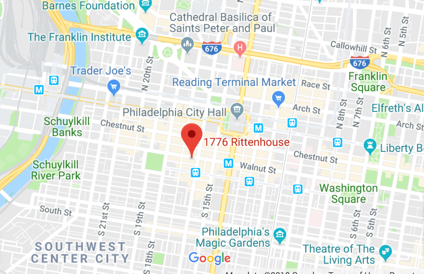 Barnes Foundation
Cathedral Basilica of
Saints Peter and Paul
The Franklin Institute
676
Callowhill St
N 6th St
N 20th St
H
676
Trader Joe's
Reading Terminal Market
Race St
Franklin
Square
Arch St
Elfreth's Al
Philadelphia City Hall
Schuylkill
Banks
Chestnut St
N 8th St
N 7th St
1776 Rittenhouse
Liberty B
M
Walnut St
Schuylkill
River Park
Washington
Square
South St
S 21st St
S 19th St
S 15th St
Philadelphia's
Magic Gardens
SOUTHWEST
CENTER CITY
Theatre of The
Living Arts
Google